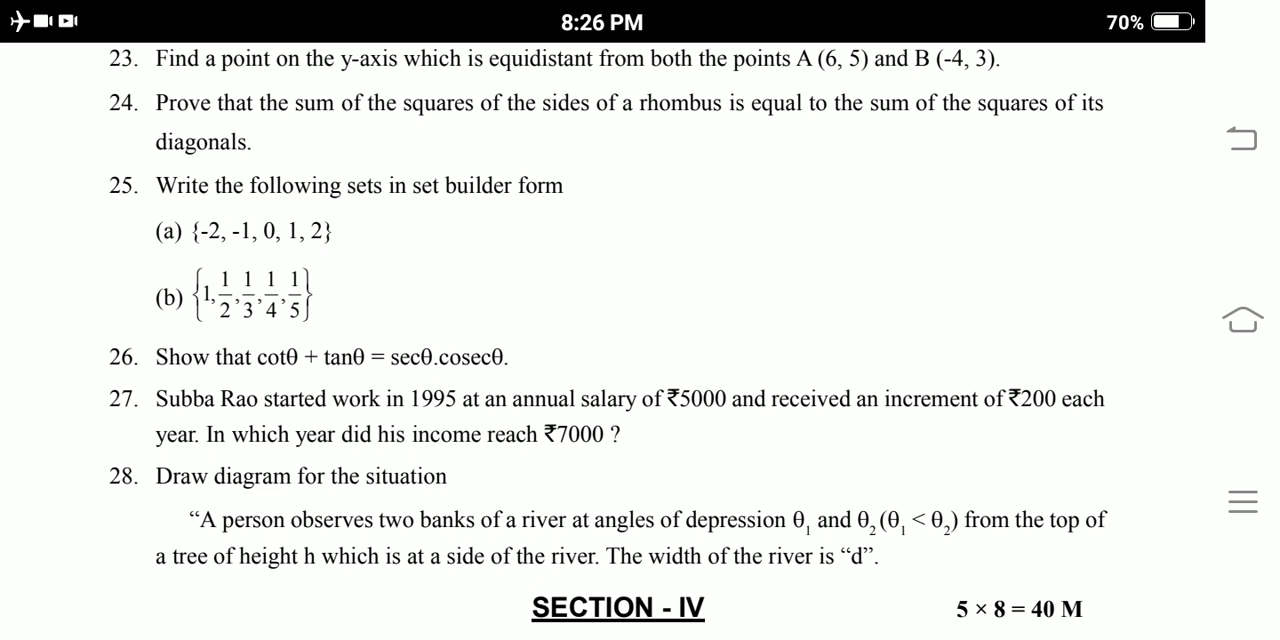 8:26 PM
70%
23. Find a point on the y-axis which is equidistant from both the points A (6, 5) and B (-4, 3).
24. Prove that the sum of the squares of the sides of a rhombus is equal to the sum of the squares of its
diagonals.
25. Write the following sets in set builder form
(a) {-2, -1, 0, 1, 2}
(b) {1, 1/2, 1/3, 1/4, 1/5}
26. Show that cotθ + tanθ = secθ.cosecθ.
27. Subba Rao started work in 1995 at an annual salary of ₹5000 and received an increment of ₹200 each
year. In which year did his income reach ₹7000 ?
28. Draw diagram for the situation
“A person observes two banks of a river at angles of depression θ₁ and θ₂ (θ₁ < θ₂) from the top of
a tree of height h which is at a side of the river. The width of the river is “d”.
SECTION - IV
5 × 8 = 40 M